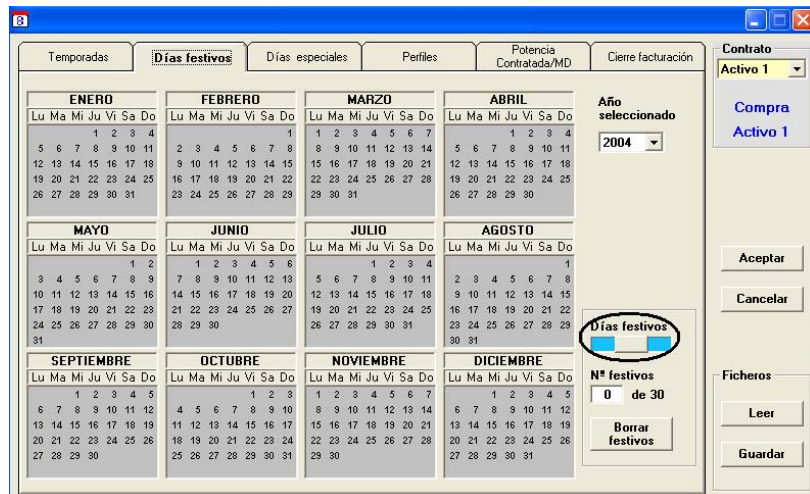 8
Temporadas
Días festivos
Días especiales
Perfiles
Potencia
Contratada/MD
Cierre facturación
Contrato
Activo 1
Compra
Activo 1
ENERO
Lu Ma Mi Ju Vi Sa Do
1 2 3 4
5 6 7 8 9 10 11
12 13 14 15 16 17 18
19 20 21 22 23 24 25
26 27 28 29 30 31
FEBRERO
Lu Ma Mi Ju Vi Sa Do
1
2 3 4 5 6 7 8
9 10 11 12 13 14 15
16 17 18 19 20 21 22
23 24 25 26 27 28 29
MARZO
Lu Ma Mi Ju Vi Sa Do
1 2 3 4 5 6 7
8 9 10 11 12 13 14
15 16 17 18 19 20 21
22 23 24 25 26 27 28
29 30 31
ABRIL
Lu Ma Mi Ju Vi Sa Do
1 2 3 4
5 6 7 8 9 10 11
12 13 14 15 16 17 18
19 20 21 22 23 24 25
26 27 28 29 30
Año
seleccionado
2004
MAYO
Lu Ma Mi Ju Vi Sa Do
1 2
3 4 5 6 7 8 9
10 11 12 13 14 15 16
17 18 19 20 21 22 23
24 25 26 27 28 29 30
31
JUNIO
Lu Ma Mi Ju Vi Sa Do
1 2 3 4 5 6
7 8 9 10 11 12 13
14 15 16 17 18 19 20
21 22 23 24 25 26 27
28 29 30
JULIO
Lu Ma Mi Ju Vi Sa Do
1 2 3 4
5 6 7 8 9 10 11
12 13 14 15 16 17 18
19 20 21 22 23 24 25
26 27 28 29 30 31
AGOSTO
Lu Ma Mi Ju Vi Sa Do
1
2 3 4 5 6 7 8
9 10 11 12 13 14 15
16 17 18 19 20 21 22
23 24 25 26 27 28 29
30 31
Aceptar
Cancelar
Días festivos
SEPTIEMBRE
Lu Ma Mi Ju Vi Sa Do
1 2 3 4 5
6 7 8 9 10 11 12
13 14 15 16 17 18 19
20 21 22 23 24 25 26
27 28 29 30
OCTUBRE
Lu Ma Mi Ju Vi Sa Do
1 2 3
4 5 6 7 8 9 10
11 12 13 14 15 16 17
18 19 20 21 22 23 24
25 26 27 28 29 30 31
NOVIEMBRE
Lu Ma Mi Ju Vi Sa Do
1 2 3 4 5 6 7
8 9 10 11 12 13 14
15 16 17 18 19 20 21
22 23 24 25 26 27 28
29 30
DICIEMBRE
Lu Ma Mi Ju Vi Sa Do
1 2 3 4 5
6 7 8 9 10 11 12
13 14 15 16 17 18 19
20 21 22 23 24 25 26
27 28 29 30 31
Nº festivos
0 de 30
Borrar
festivos
Ficheros
Leer
Guardar